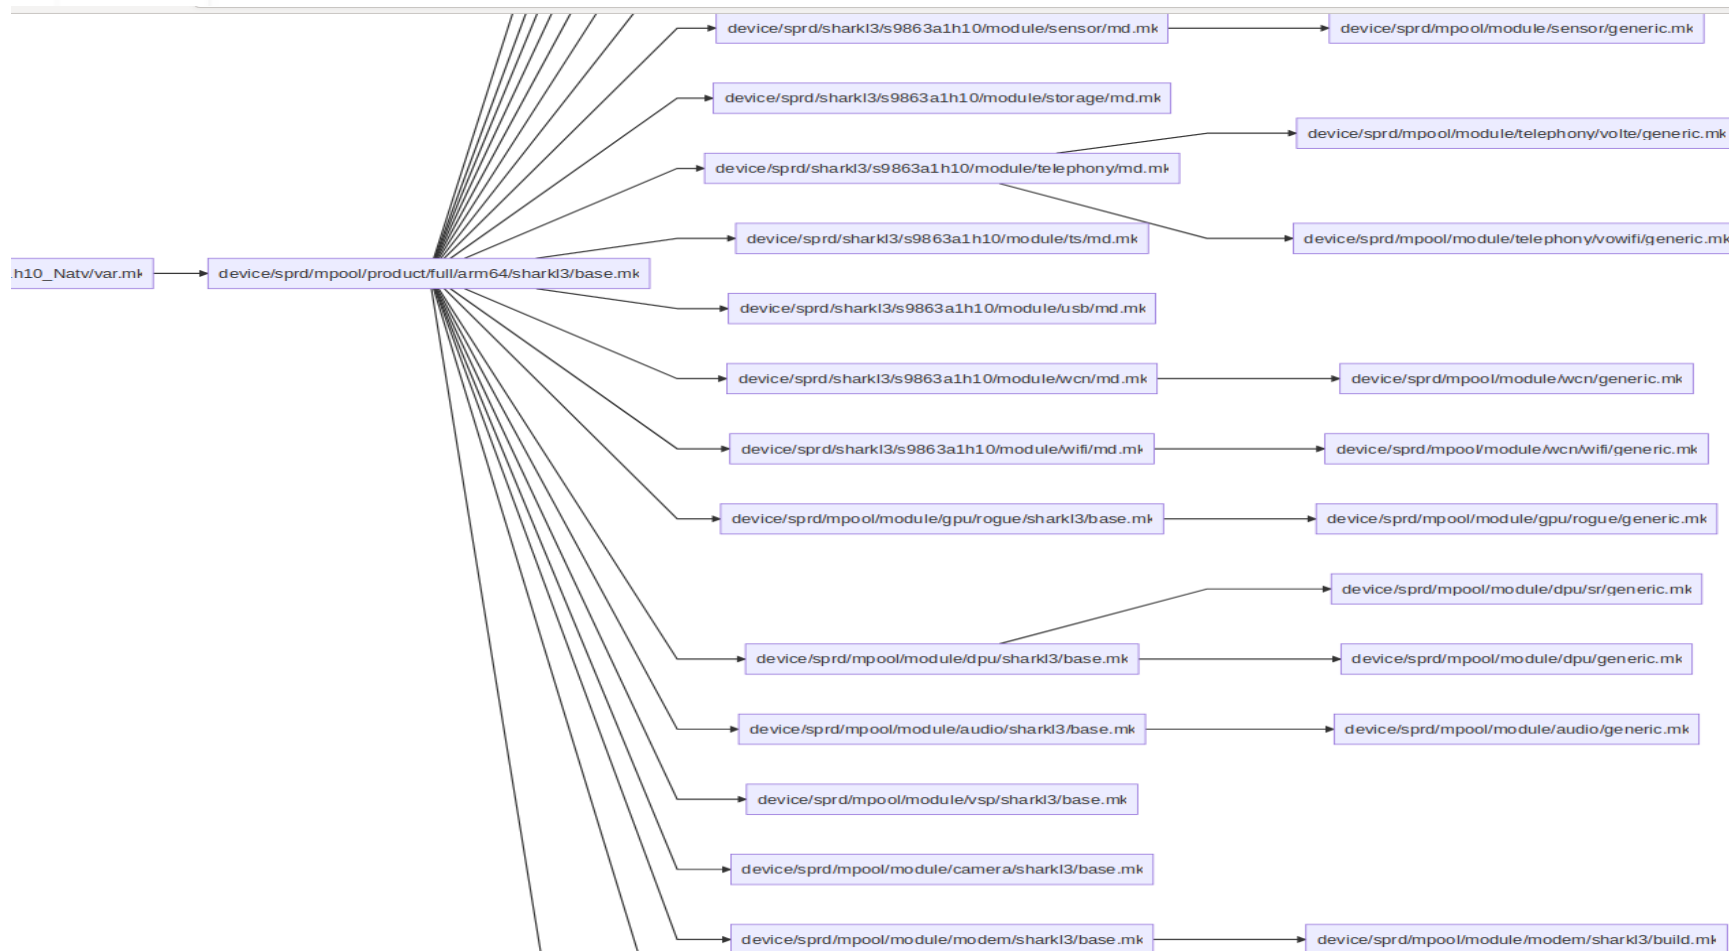 device/sprd/sharkl3/s9863a1h10/module/sensor/md.mk
device/sprd/mpool/module/sensor/generic.mk
device/sprd/sharkl3/s9863a1h10/module/storage/md.mk
device/sprd/mpool/module/telephony/volte/generic.mk
device/sprd/sharkl3/s9863a1h10/module/telephony/md.mk
device/sprd/sharkl3/s9863a1h10/module/ts/md.mk
device/sprd/mpool/module/telephony/vowifi/generic.mk
h10_Natv/var.mk
device/sprd/mpool/product/full/arm64/sharkl3/base.mk
device/sprd/sharkl3/s9863a1h10/module/usb/md.mk
device/sprd/sharkl3/s9863a1h10/module/wcn/md.mk
device/sprd/mpool/module/wcn/generic.mk
device/sprd/sharkl3/s9863a1h10/module/wifi/md.mk
device/sprd/mpool/module/wcn/wifi/generic.mk
device/sprd/mpool/module/gpu/rogue/sharkl3/base.mk
device/sprd/mpool/module/gpu/rogue/generic.mk
device/sprd/mpool/module/dpu/sr/generic.mk
device/sprd/mpool/module/dpu/sharkl3/base.mk
device/sprd/mpool/module/dpu/generic.mk
device/sprd/mpool/module/audio/sharkl3/base.mk
device/sprd/mpool/module/audio/generic.mk
device/sprd/mpool/module/vsp/sharkl3/base.mk
device/sprd/mpool/module/camera/sharkl3/base.mk
device/sprd/mpool/module/modem/sharkl3/base.mk
device/sprd/mpool/module/modem/sharkl3/build.mk